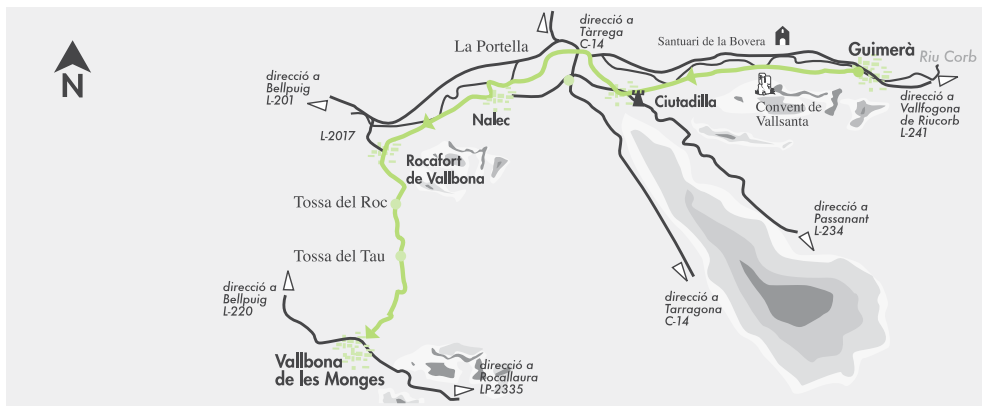 direcció a
Tàrrega
C-14
La Portella
Santuari de la Bovera
Guimerà
Riu Corb
N
direcció a
Bellpuig
L-201
Ciutadilla
Convent de
Vallsanta
direcció a
Vallfogona
de Riucorb
L-241
Nalec
L-2017
Rocafort
de Vallbona
Tossa del Roc
direcció a
Passanant
L-234
Tossa del Tau
direcció a
Bellpuig
L-220
direcció a
Tarragona
C-14
Vallbona
de les Monges
direcció a
Rocallaura
LP-2335